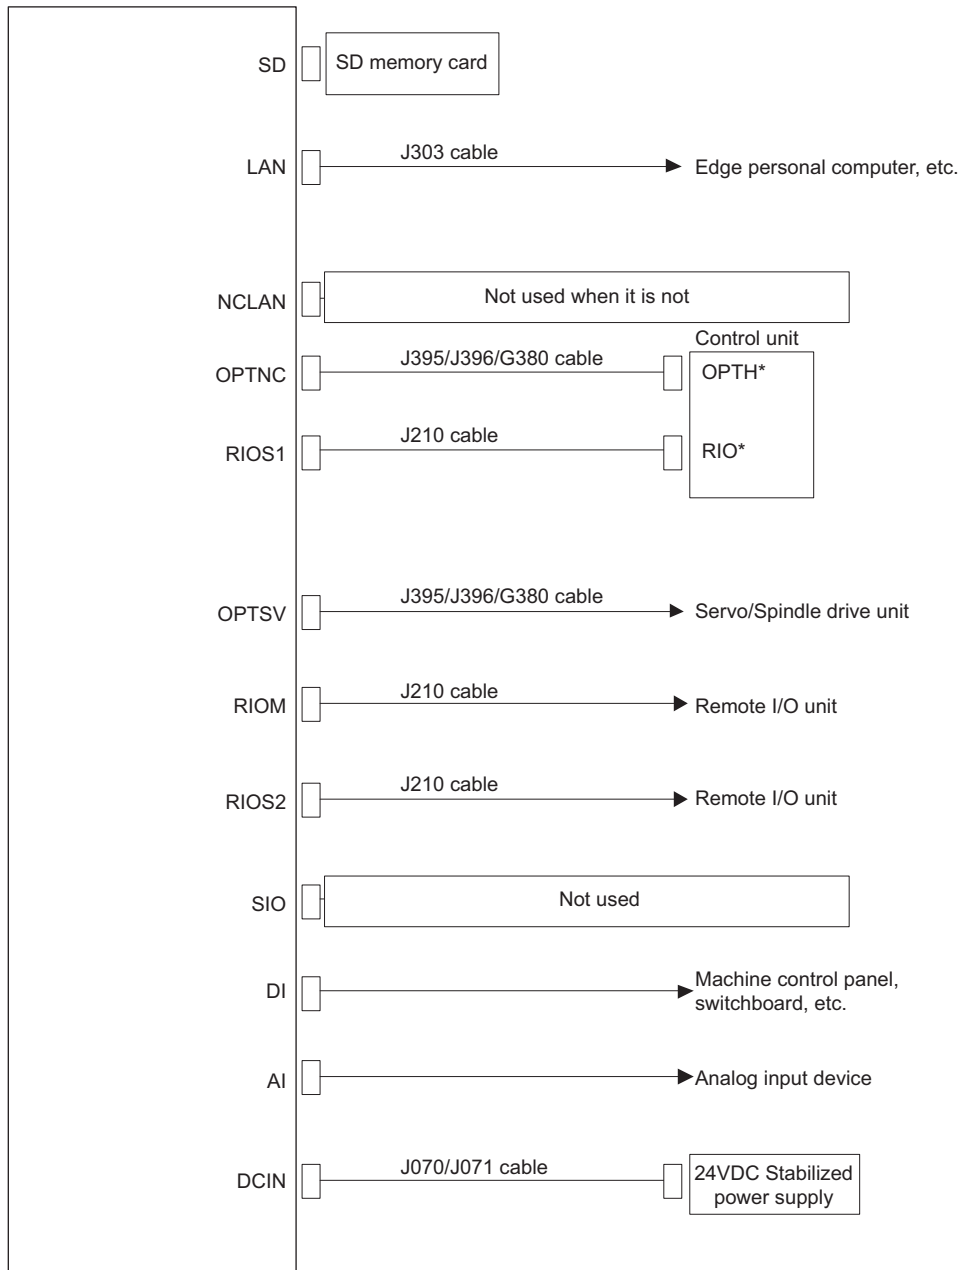 SD
SD memory card
LAN
J303 cable
Edge personal computer, etc.
NCLAN
Not used when it is not
Control unit
OPTNC
J395/J396/G380 cable
OPTH*
RIOS1
J210 cable
RIO*
OPTSV
J395/J396/G380 cable
Servo/Spindle drive unit
RIOM
J210 cable
Remote I/O unit
RIOS2
J210 cable
Remote I/O unit
SIO
Not used
DI
Machine control panel,
switchboard, etc.
AI
Analog input device
DCIN
J070/J071 cable
24VDC Stabilized
power supply